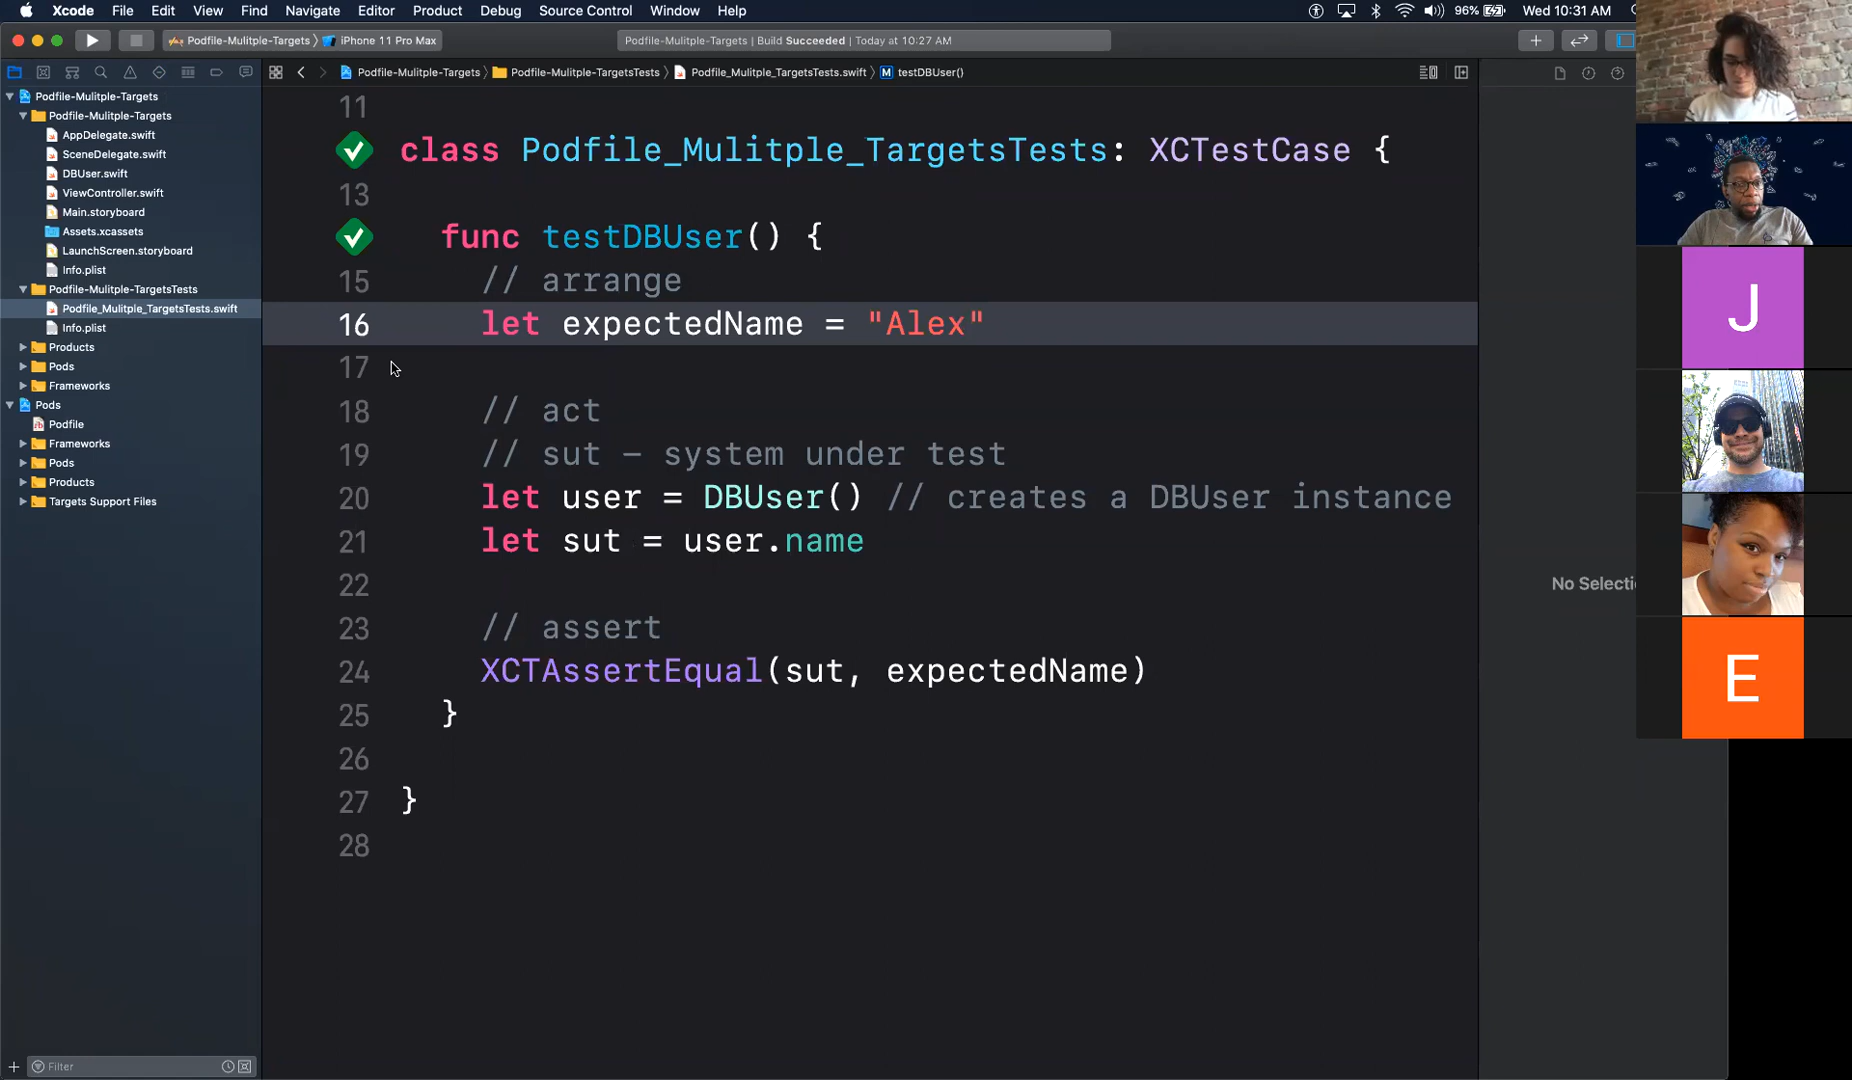 Xcode File Edit View Find Navigate Editor Product Debug Source Control Window Help 96% Wed 10:31 AM
Podfile-Mulitple-Targets iPhone 11 Pro Max Podfile-Mulitple-Targets | Build Succeeded | Today at 10:27 AM
Podfile-Mulitple-Targets Podfile-Mulitple-TargetsTests Podfile_Mulitple_TargetsTests.swift M testDBUser()
Podfile-Mulitple-Targets
Podfile-Mulitple-Targets
AppDelegate.swift
SceneDelegate.swift
DBUser.swift
ViewController.swift
Main.storyboard
Assets.xcassets
LaunchScreen.storyboard
Info.plist
Podfile-Mulitple-TargetsTests
Podfile_Mulitple_TargetsTests.swift
Info.plist
Products
Pods
Frameworks
Pods
Podfile
Frameworks
Pods
Products
Targets Support Files
Filter
11
class Podfile_Mulitple_TargetsTests: XCTestCase {
13
func testDBUser() {
15 // arrange
16 let expectedName = "Alex"
17
18 // act
19 // sut - system under test
20 let user = DBUser() // creates a DBUser instance
21 let sut = user.name
22
23 // assert
24 XCTAssertEqual(sut, expectedName)
25 }
26
27 }
28
No Selecti
J
E